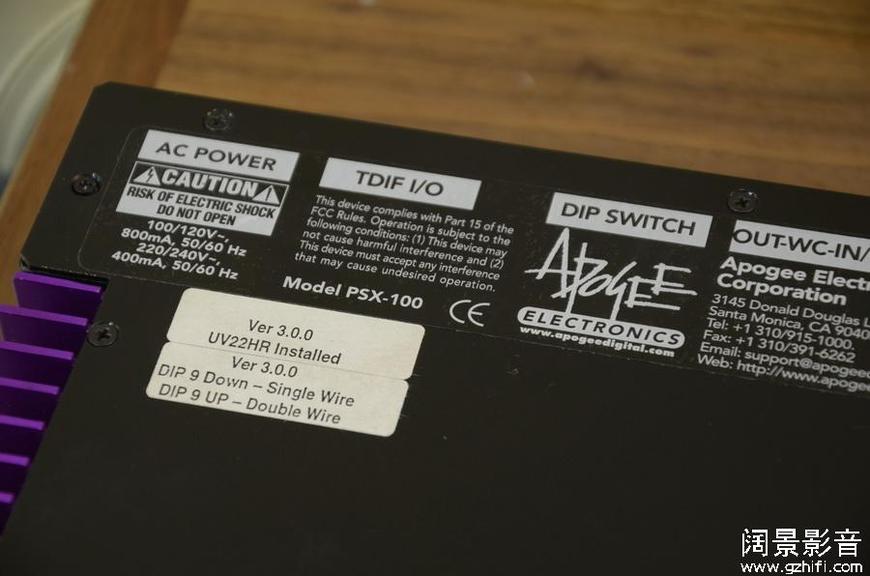 AC POWER
CAUTION
RISK OF ELECTRIC SHOCK
DO NOT OPEN
100/120V~,
800mA, 50/60 Hz
220/240V~,
400mA, 50/60 Hz
TDIF I/O
This device complies with Part 15 of the
FCC Rules. Operation is subject to the
following conditions: (1) This device may
not cause harmful interference and (2)
This device must accept any interference
that may cause undesired operation.
Model PSX-100
CE
DIP SWITCH
APOGEE
ELECTRONICS
www.apogeedigital.com
OUT-WC-IN/
Apogee Elect
Corporation
3145 Donald Douglas L
Santa Monica, CA 9040
Tel: +1 310/915-1000
Fax: +1 310/391-6262
Email: support@apogeed
Web: http://www.apoge
Ver 3.0.0
UV22HR Installed
Ver 3.0.0
DIP 9 Down – Single Wire
DIP 9 UP – Double Wire
阔景影音
www.gzhifi.com